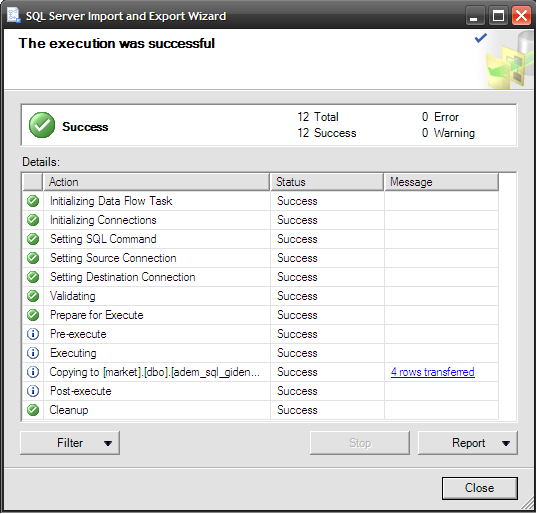 SQL Server Import and Export Wizard
The execution was successful
Success
12 Total 0 Error
12 Success 0 Warning
Details:
Action Status Message
Initializing Data Flow Task Success
Initializing Connections Success
Setting SQL Command Success
Setting Source Connection Success
Setting Destination Connection Success
Validating Success
Prepare for Execute Success
Pre-execute Success
Executing Success
Copying to [market].[dbo].[adem_sql_giden... Success 4 rows transferred
Post-execute Success
Cleanup Success
Filter Stop Report
Close